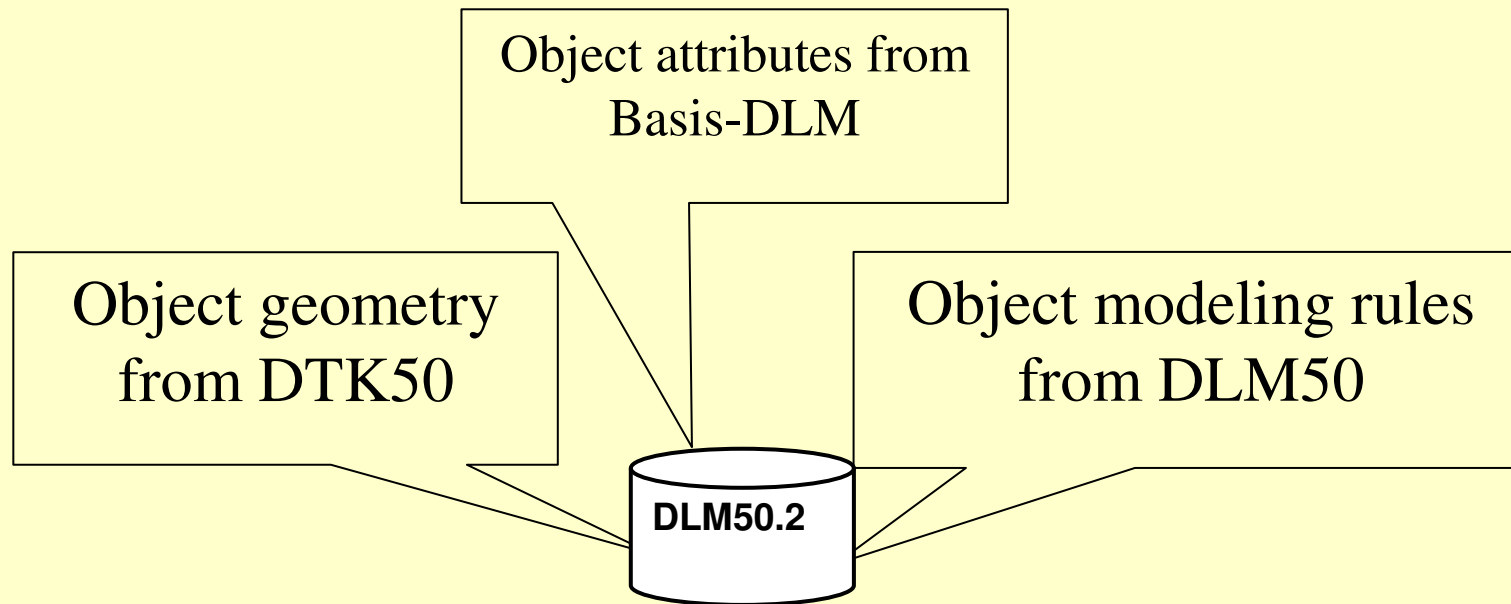 Object attributes from
Basis-DLM
Object geometry
from DTK50
Object modeling rules
from DLM50
DLM50.2